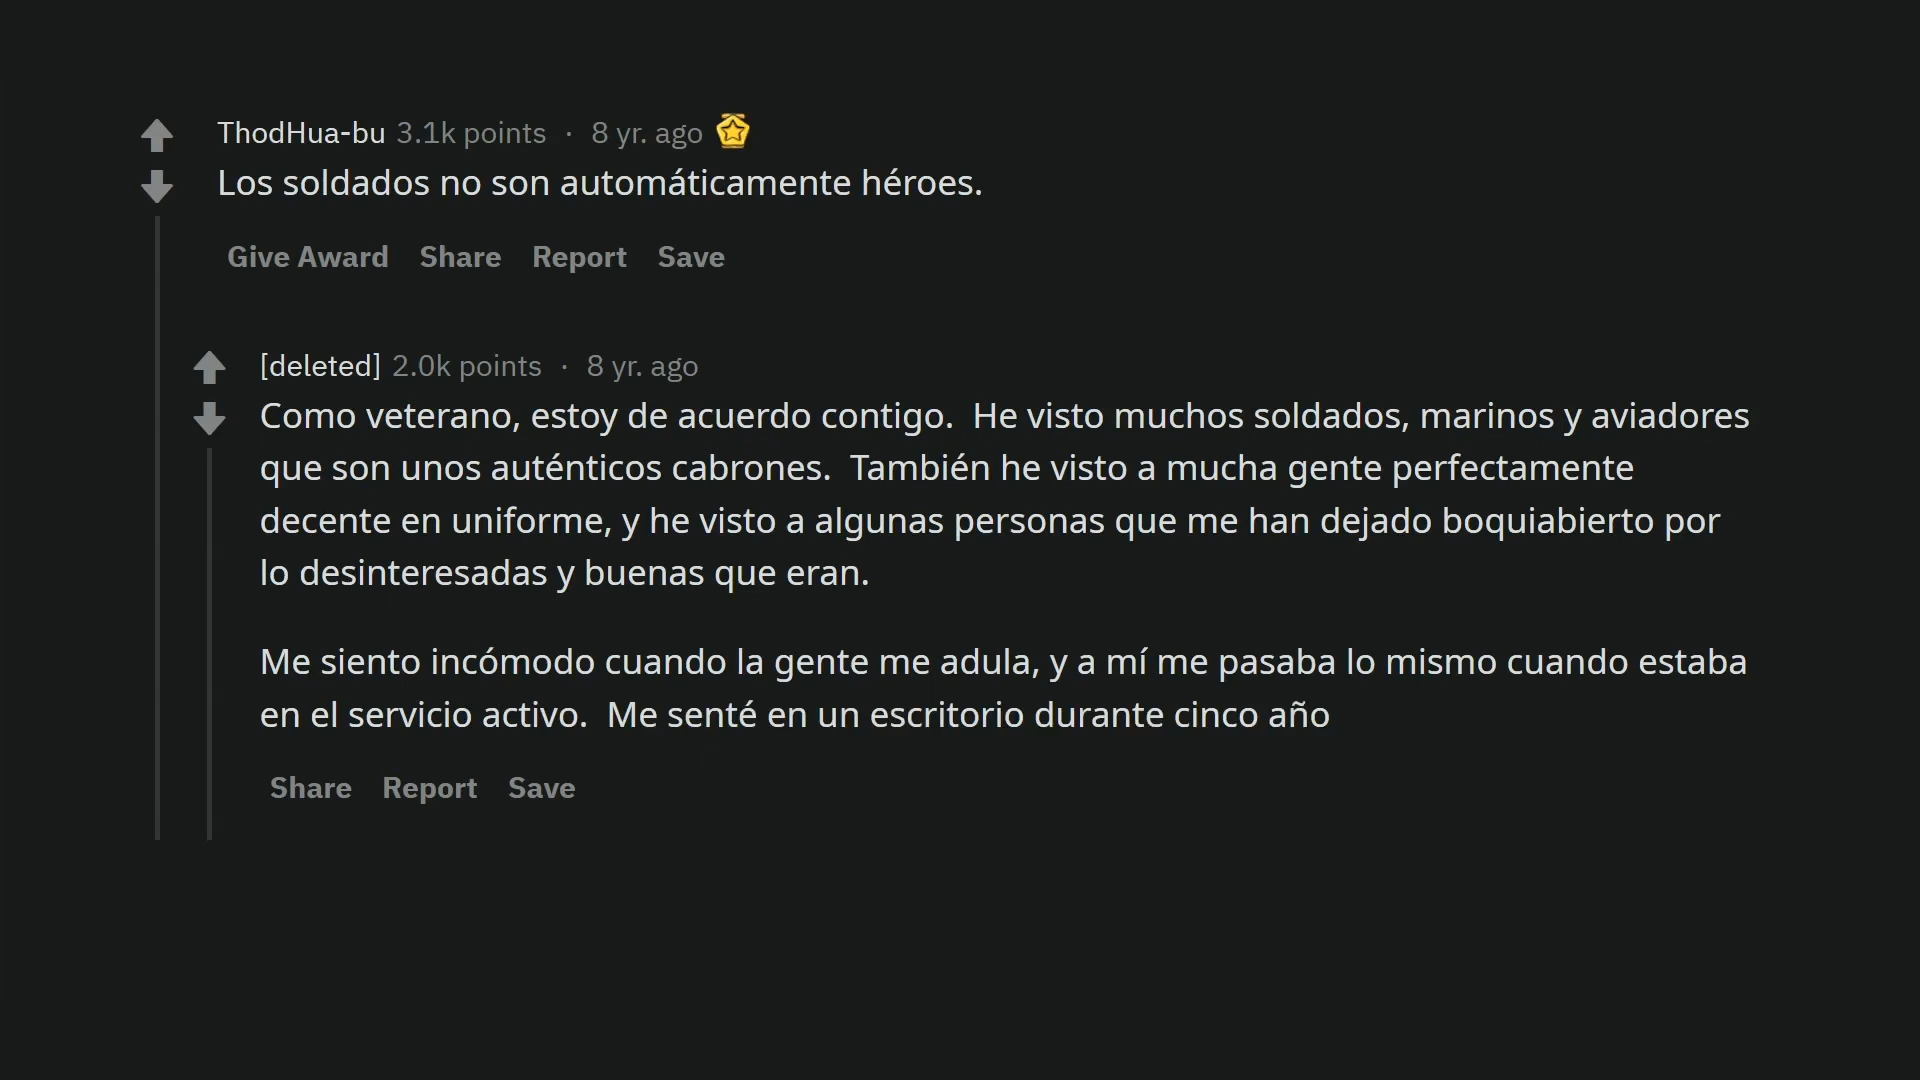 ThodHua-bu 3.1k points · 8 yr. ago
Los soldados no son automáticamente héroes.
Give Award Share Report Save
[deleted] 2.0k points · 8 yr. ago
Como veterano, estoy de acuerdo contigo.  He visto muchos soldados, marinos y aviadores
que son unos auténticos cabrones.  También he visto a mucha gente perfectamente
decente en uniforme, y he visto a algunas personas que me han dejado boquiabierto por
lo desinteresadas y buenas que eran.
Me siento incómodo cuando la gente me adula, y a mí me pasaba lo mismo cuando estaba
en el servicio activo.  Me senté en un escritorio durante cinco año
Share Report Save